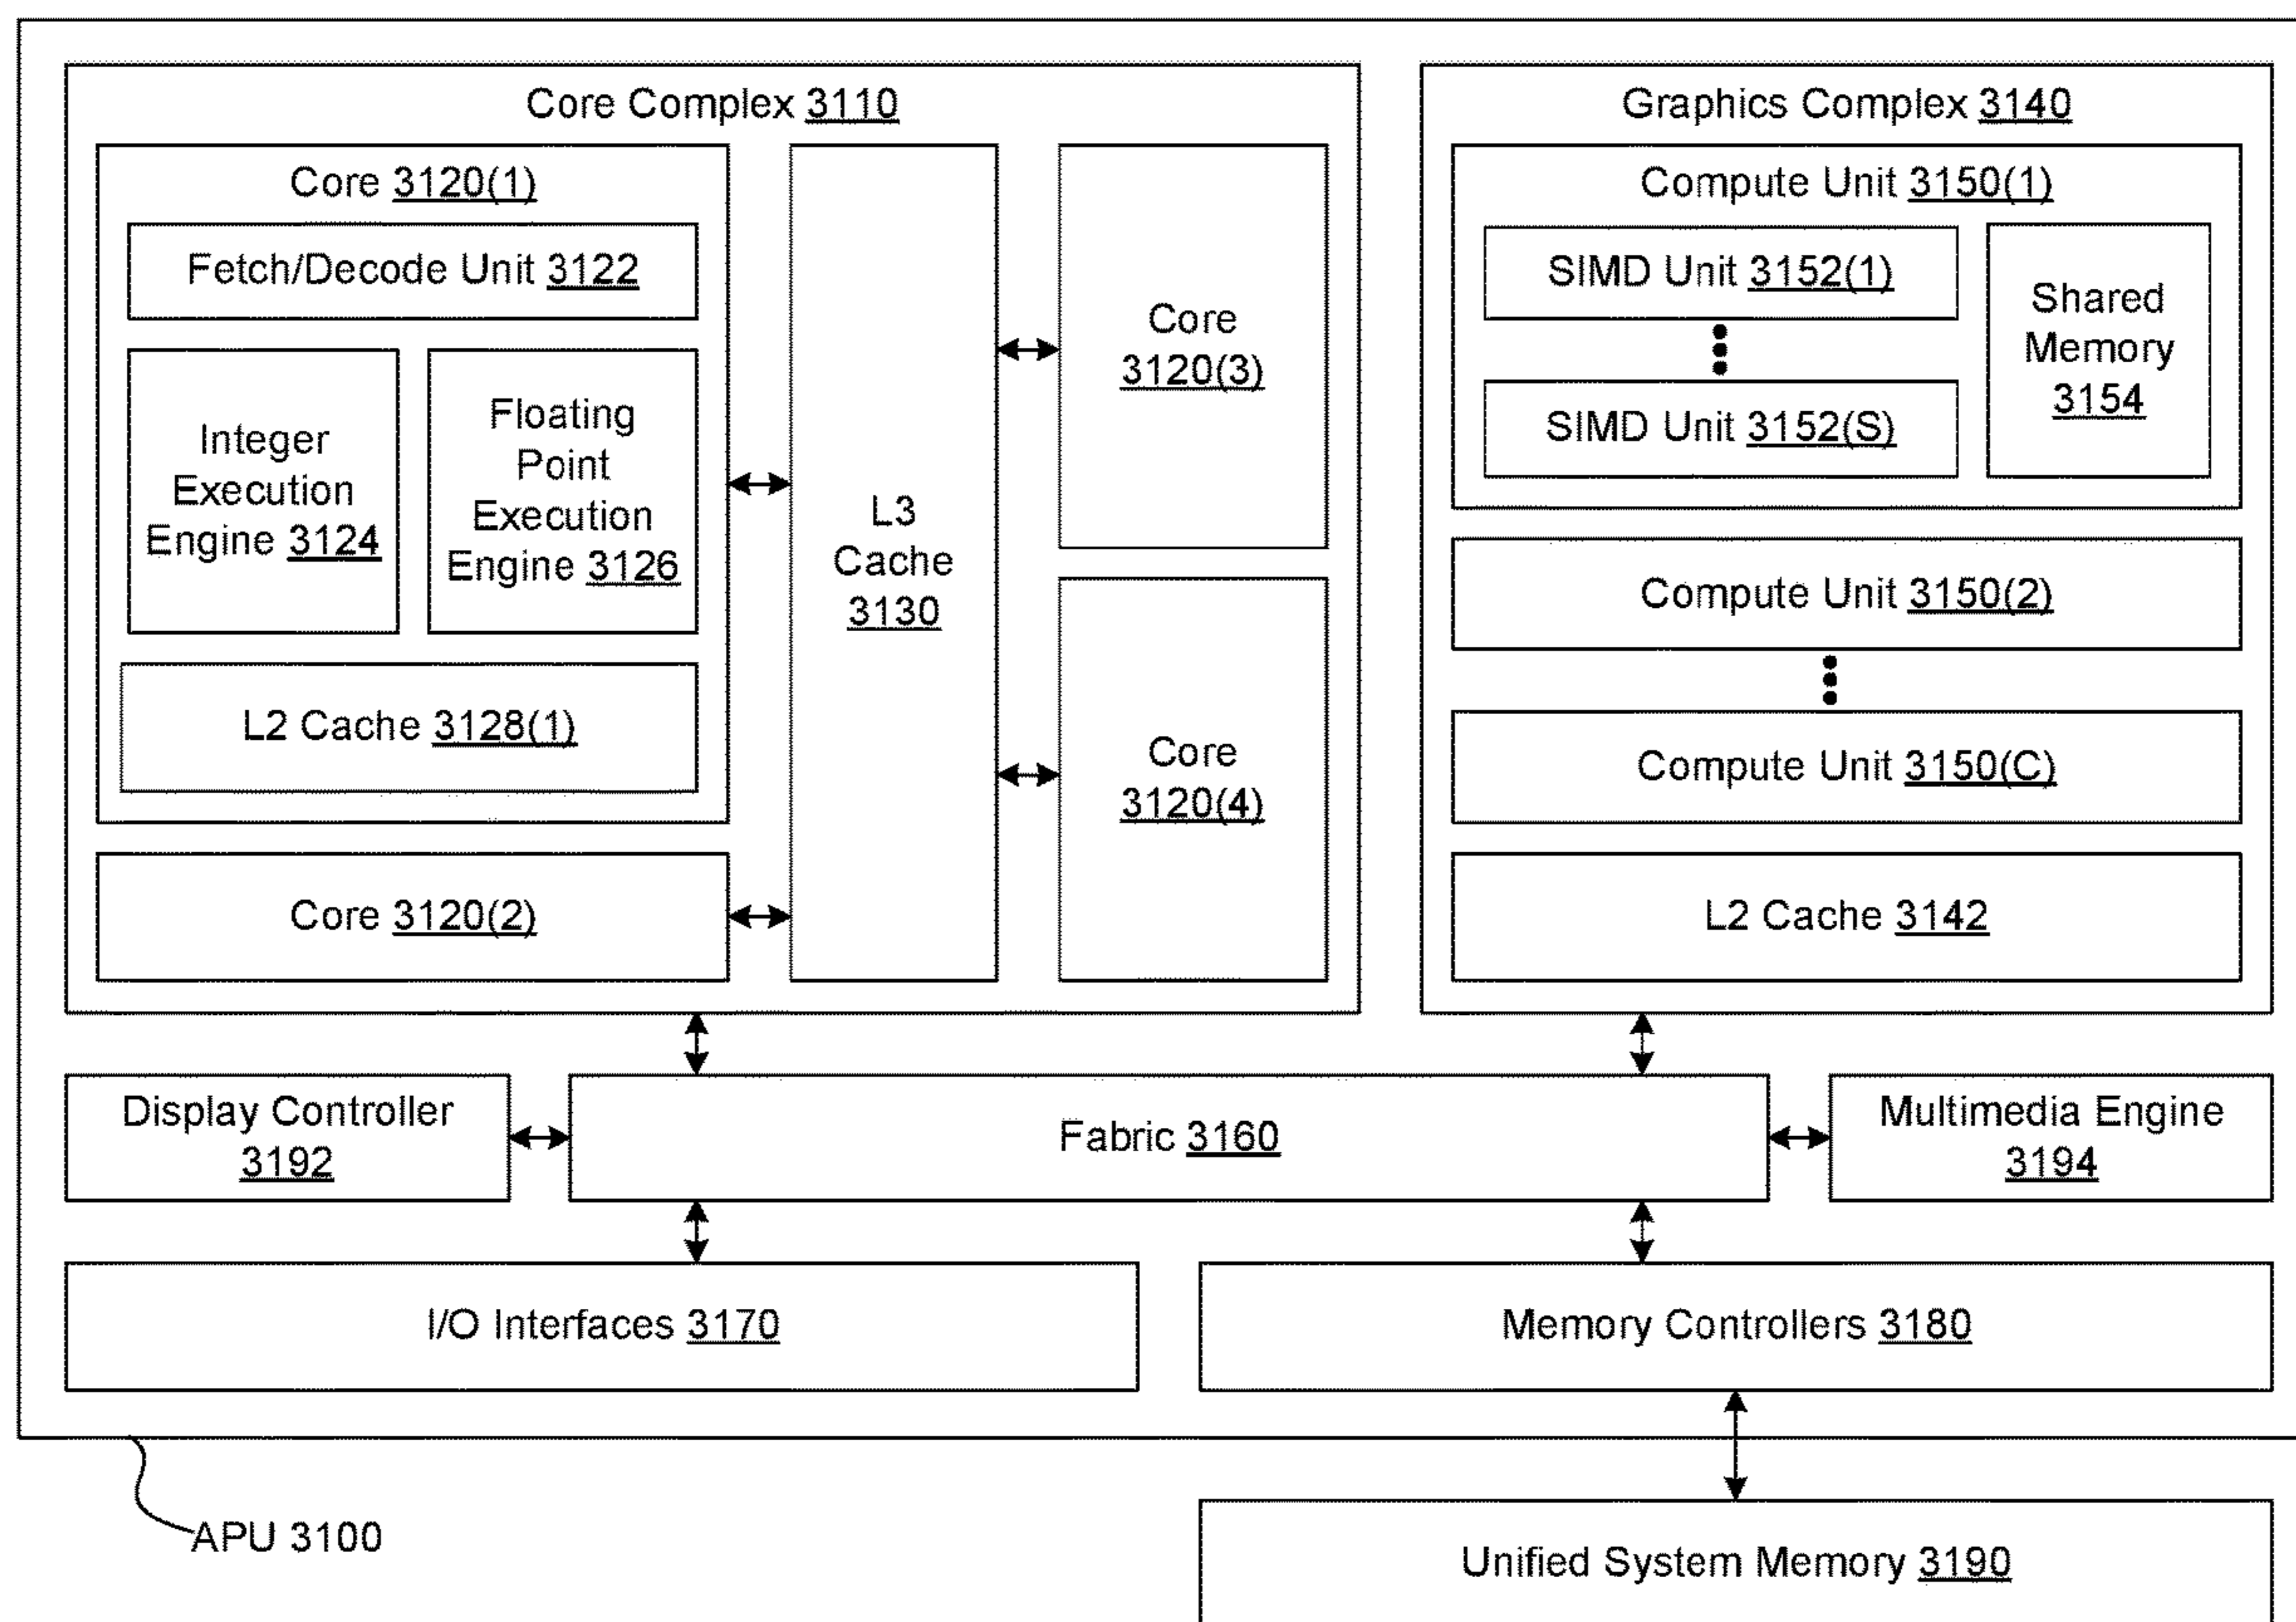 Core Complex 3110
Core 3120(1)
Fetch/Decode Unit 3122
Integer
Execution
Engine 3124
Floating
Point
Execution
Engine 3126
L2 Cache 3128(1)
Core 3120(2)
L3
Cache
3130
Core
3120(3)
Core
3120(4)
Graphics Complex 3140
Compute Unit 3150(1)
SIMD Unit 3152(1)
SIMD Unit 3152(S)
Shared
Memory
3154
Compute Unit 3150(2)
Compute Unit 3150(C)
L2 Cache 3142
Display Controller
3192
Fabric 3160
Multimedia Engine
3194
I/O Interfaces 3170
Memory Controllers 3180
APU 3100
Unified System Memory 3190